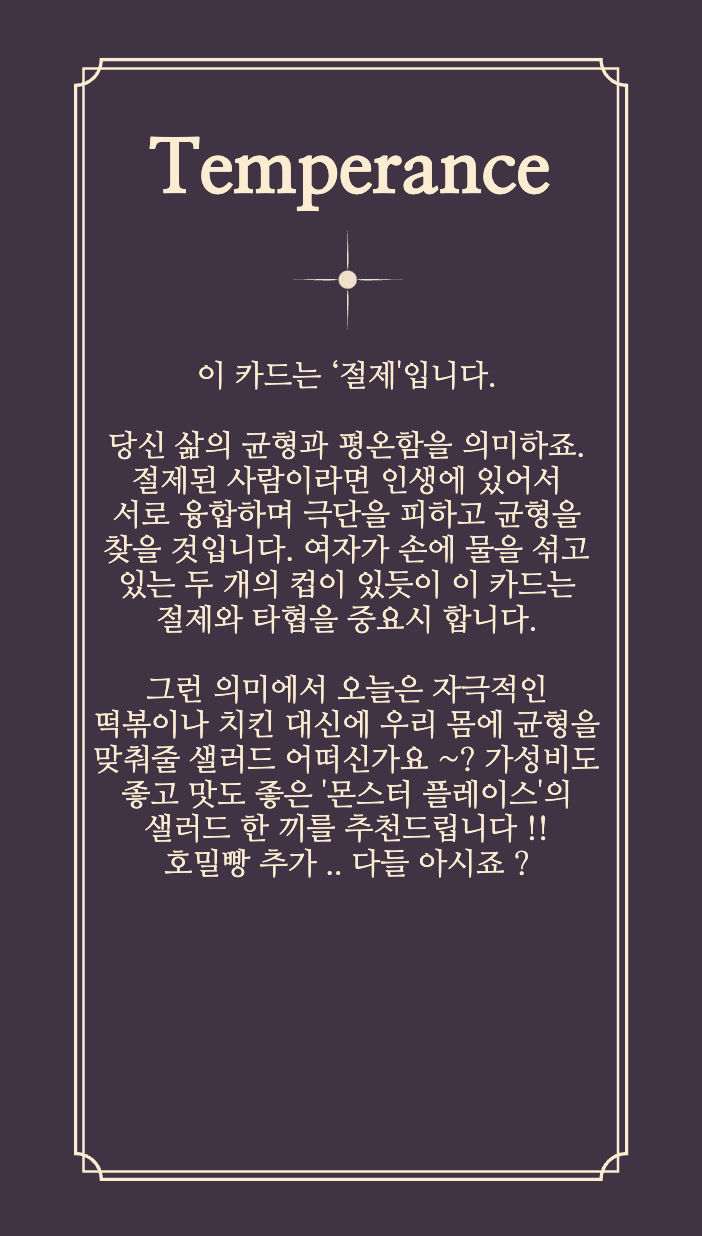 Temperance
이 카드는 ‘절제'입니다.
당신 삶의 균형과 평온함을 의미하죠.
절제된 사람이라면 인생에 있어서
서로 융합하며 극단을 피하고 균형을
찾을 것입니다. 여자가 손에 물을 섞고
있는 두 개의 컵이 있듯이 이 카드는
절제와 타협을 중요시 합니다.
그런 의미에서 오늘은 자극적인
떡볶이나 치킨 대신에 우리 몸에 균형을
맞춰줄 샐러드 어떠신가요 ~? 가성비도
좋고 맛도 좋은 '몬스터 플레이스'의
샐러드 한 끼를 추천드립니다 !!
호밀빵 추가 .. 다들 아시죠 ?